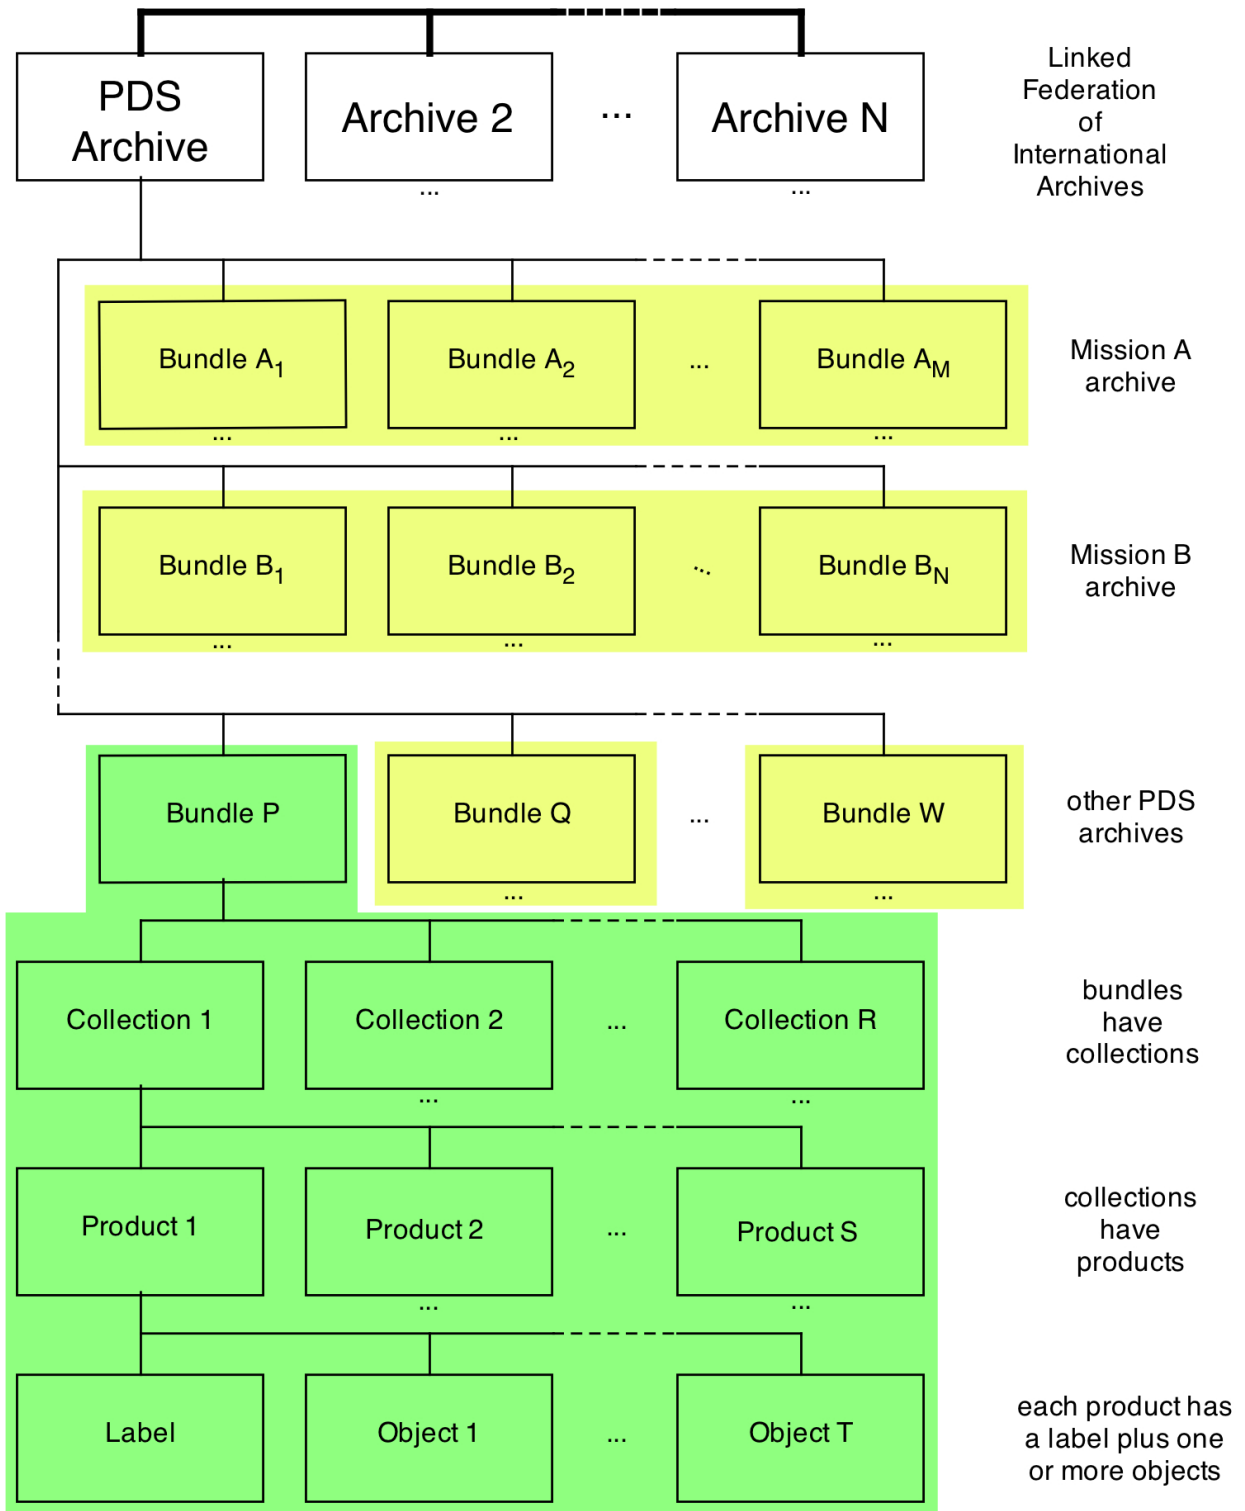 PDS
Archive
Archive 2
...
Archive N
Linked
Federation
of
International
Archives
...
...
Bundle A1
Bundle A2
...
Bundle AM
Mission A
archive
...
...
...
Bundle B1
Bundle B2
...
Bundle BN
Mission B
archive
...
...
...
Bundle P
Bundle Q
...
Bundle W
other PDS
archives
...
...
Collection 1
Collection 2
...
Collection R
bundles
have
collections
...
...
Product 1
Product 2
...
Product S
collections
have
products
...
...
Label
Object 1
...
Object T
each product has
a label plus one
or more objects